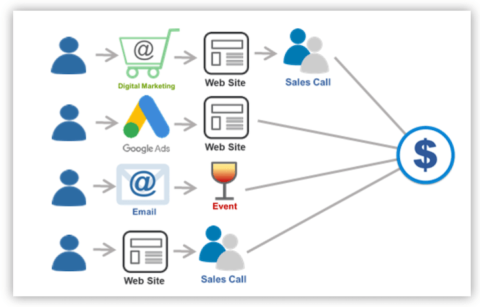 @
Digital Marketing
Web Site
Sales Call
Google Ads
Web Site
$
@
Email
Event
Web Site
Sales Call